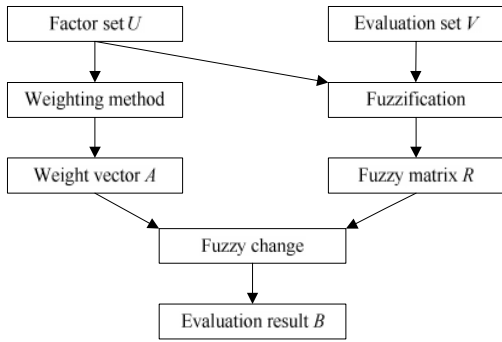 Factor set U
Evaluation set V
Weighting method
Fuzzification
Weight vector A
Fuzzy matrix R
Fuzzy change
Evaluation result B